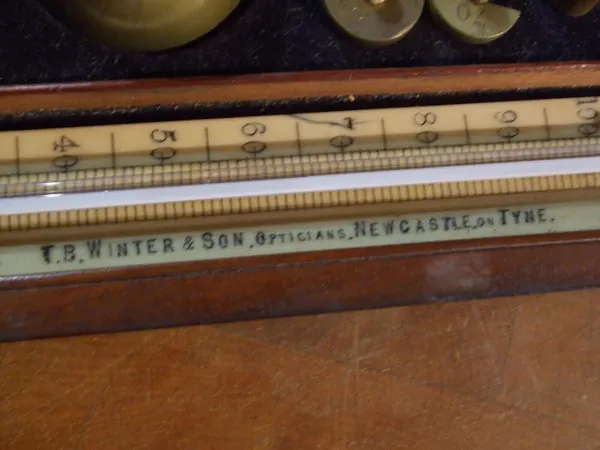 40 50 60 70 80 90 100
T.B. WINTER & SON. OPTICIANS. NEWCASTLE. ON TYNE.